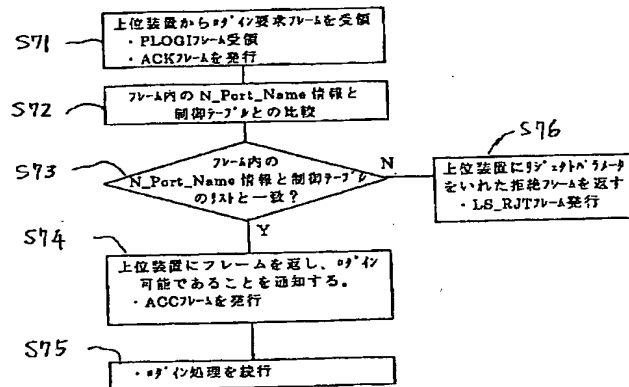 S71
上位装置からﾛｸﾞｲﾝ要求ﾌﾚｰﾑを受領
・PLOGIﾌﾚｰﾑ受領
・ACKﾌﾚｰﾑを発行
S72
ﾌﾚｰﾑ内の N_Port_Name 情報と
制御ﾃｰﾌﾞﾙとの比較
S73
ﾌﾚｰﾑ内の
N_Port_Name 情報と制御ﾃｰﾌﾞﾙ
のﾘｽﾄと一致？
N
Y
S76
上位装置にﾘｼﾞｪｸﾄﾊﾟﾗﾒｰﾀ
をいれた拒絶ﾌﾚｰﾑを返す
・LS_RJTﾌﾚｰﾑ発行
S74
上位装置にフレームを返し、ﾛｸﾞｲﾝ
可能であることを通知する。
・ACCﾌﾚｰﾑを発行
S75
・ﾛｸﾞｲﾝ処理を続行